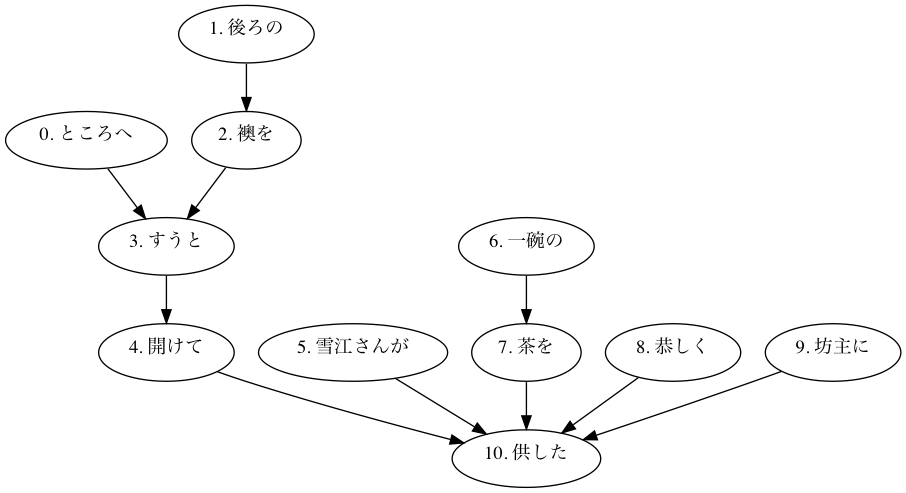 1. 後ろの
0. ところへ
2. 襖を
3. すうと
6. 一碗の
4. 開けて
5. 雪江さんが
7. 茶を
8. 恭しく
9. 坊主に
10. 供した